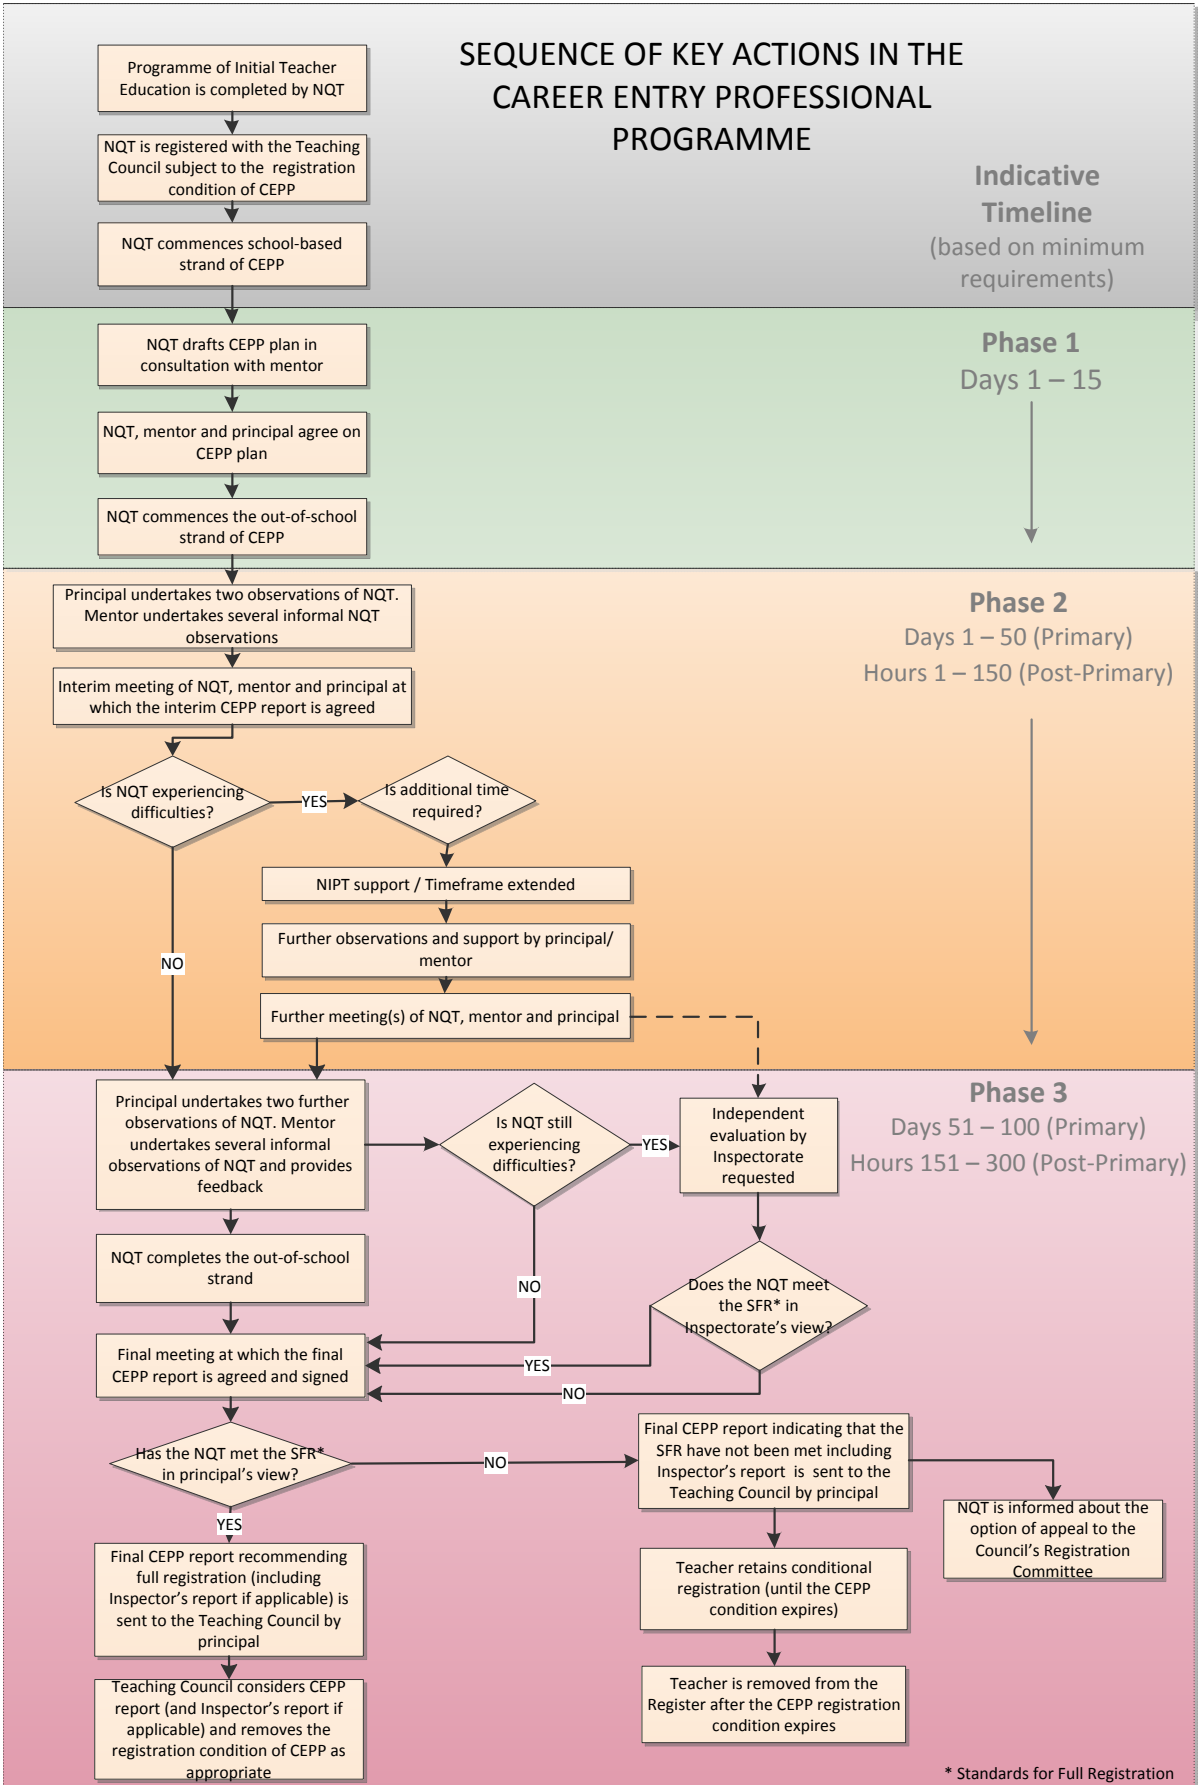 SEQUENCE OF KEY ACTIONS IN THE
CAREER ENTRY PROFESSIONAL
PROGRAMME
Indicative
Timeline
(based on minimum
requirements)
Programme of Initial Teacher
Education is completed by NQT
NQT is registered with the Teaching
Council subject to the registration
condition of CEPP
NQT commences school-based
strand of CEPP
Phase 1
Days 1 – 15
NQT drafts CEPP plan in
consultation with mentor
NQT, mentor and principal agree on
CEPP plan
NQT commences the out-of-school
strand of CEPP
Phase 2
Days 1 – 50 (Primary)
Hours 1 – 150 (Post-Primary)
Principal undertakes two observations of NQT.
Mentor undertakes several informal NQT
observations
Interim meeting of NQT, mentor and principal at
which the interim CEPP report is agreed
Is NQT experiencing
difficulties?
YES
Is additional time
required?
NIPT support / Timeframe extended
Further observations and support by principal/
mentor
NO
Further meeting(s) of NQT, mentor and principal
Phase 3
Days 51 – 100 (Primary)
Hours 151 – 300 (Post-Primary)
Principal undertakes two further
observations of NQT. Mentor
undertakes several informal
observations of NQT and provides
feedback
Is NQT still
experiencing
difficulties?
YES
Independent
evaluation by
Inspectorate
requested
NQT completes the out-of-school
strand
NO
Does the NQT meet
the SFR* in
Inspectorate's view?
Final meeting at which the final
CEPP report is agreed and signed
YES
NO
Has the NQT met the SFR*
in principal's view?
NO
Final CEPP report indicating that the
SFR have not been met including
Inspector's report is sent to the
Teaching Council by principal
NQT is informed about the
option of appeal to the
Council's Registration
Committee
YES
Final CEPP report recommending
full registration (including
Inspector's report if applicable) is
sent to the Teaching Council by
principal
Teacher retains conditional
registration (until the CEPP
condition expires)
Teaching Council considers CEPP
report (and Inspector's report if
applicable) and removes the
registration condition of CEPP as
appropriate
Teacher is removed from the
Register after the CEPP registration
condition expires
* Standards for Full Registration